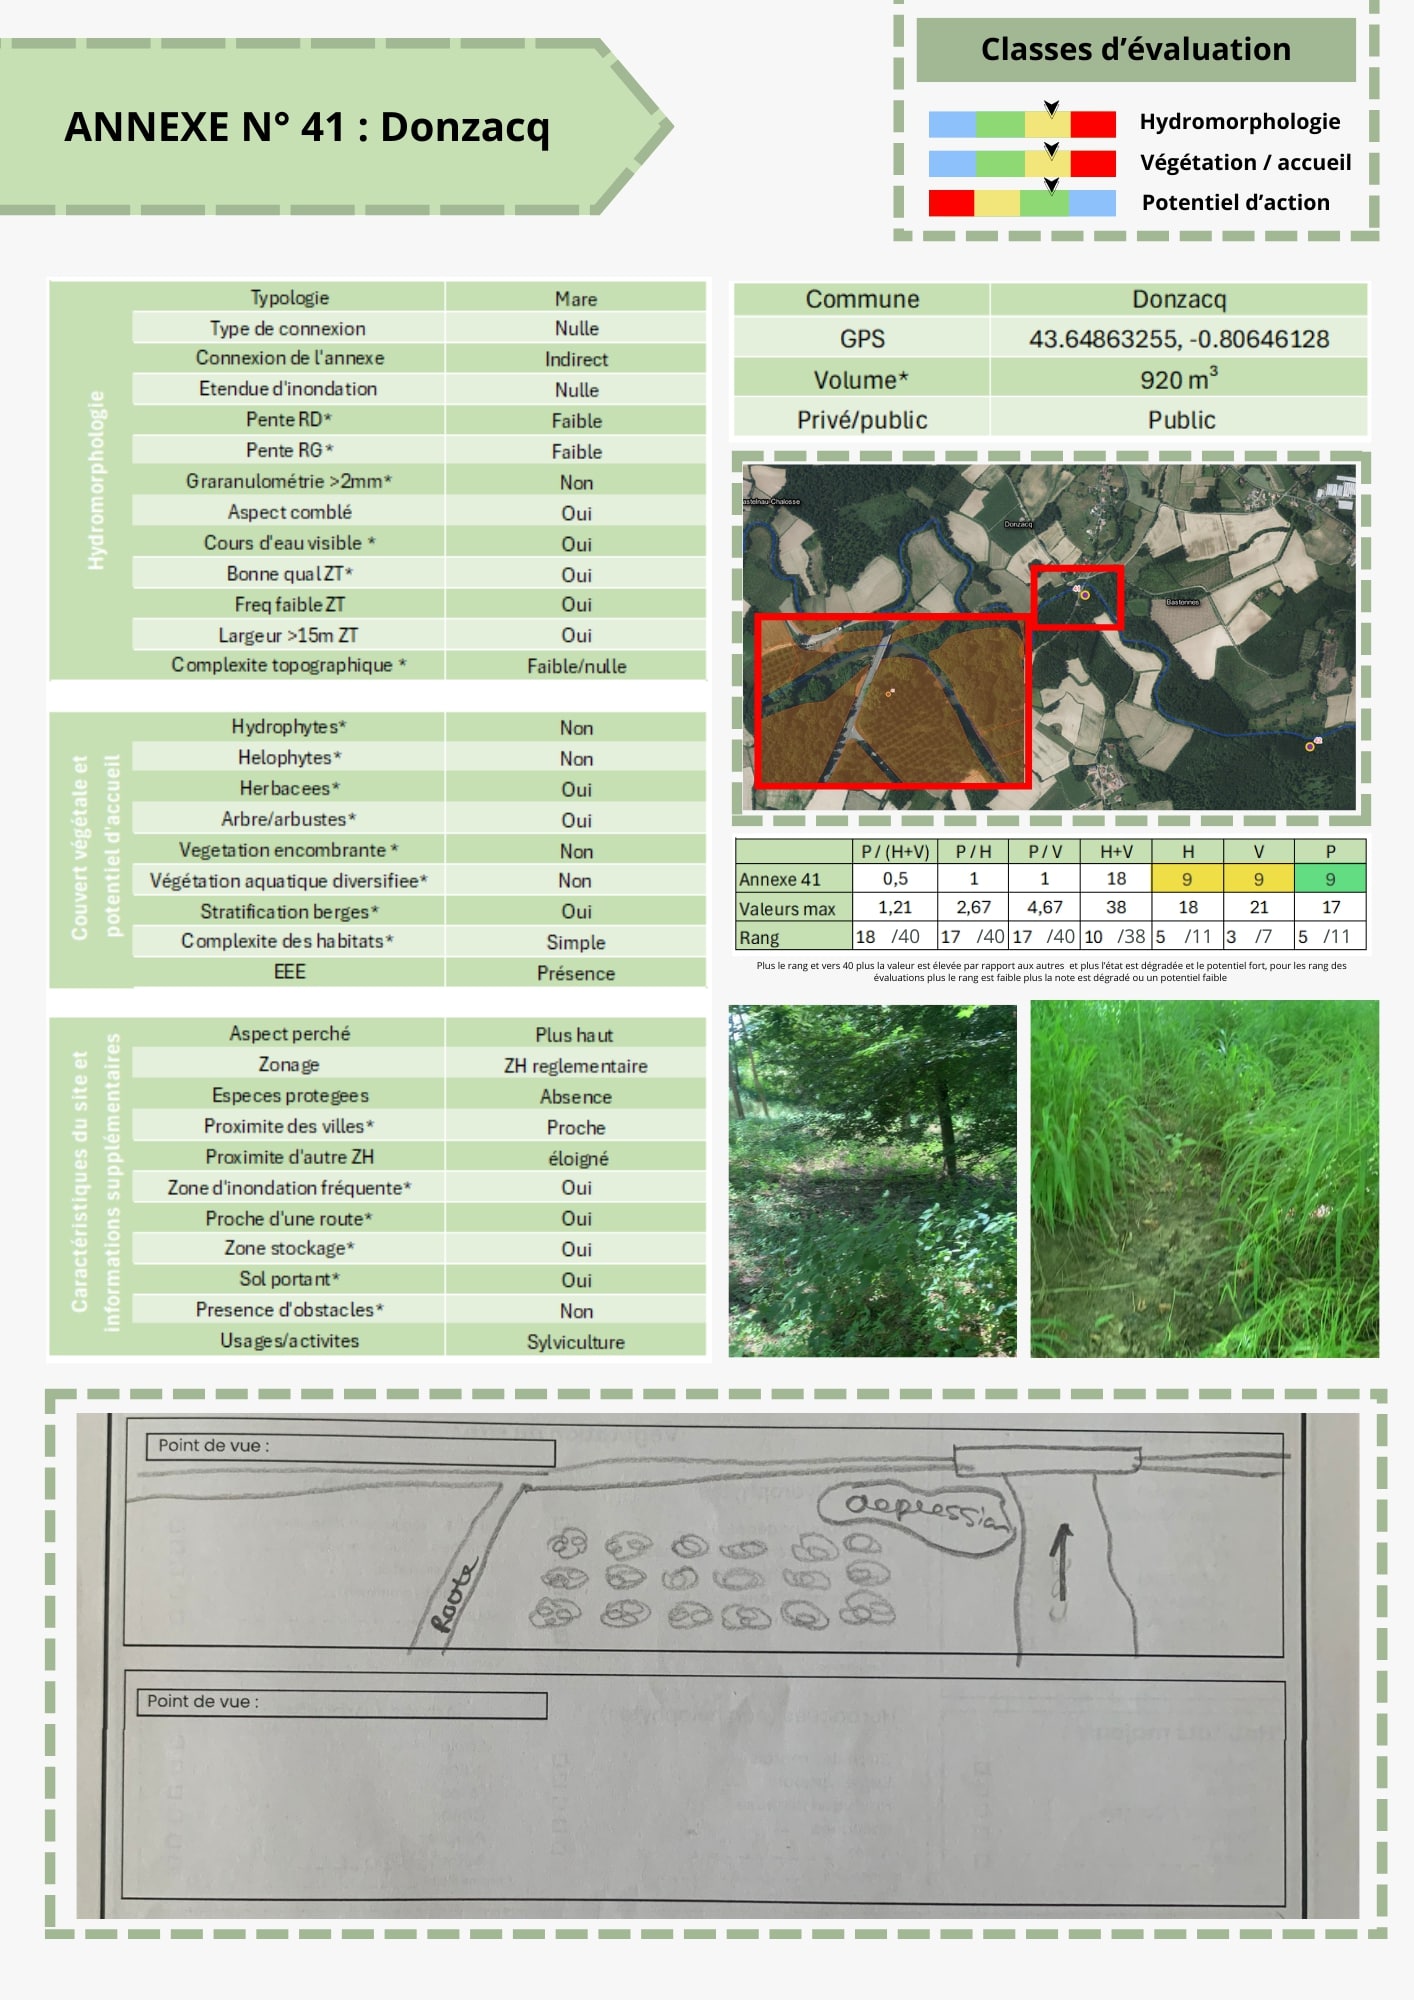 ANNEXE N° 41 : Donzacq
Classes d’évaluation
Hydromorphologie
Végétation / accueil
Potentiel d’action
Hydromorphologie
Typologie Mare
Type de connexion Nulle
Connexion de l'annexe Indirect
Etendue d'inondation Nulle
Pente RD* Faible
Pente RG* Faible
Graranulométrie >2mm* Non
Aspect comblé Oui
Cours d'eau visible * Oui
Bonne qual ZT* Oui
Freq faible ZT Oui
Largeur >15m ZT Oui
Complexite topographique * Faible/nulle
Couvert végétale et
potentiel d'accueil
Hydrophytes* Non
Helophytes* Non
Herbacees* Oui
Arbre/arbustes* Oui
Vegetation encombrante * Non
Végétation aquatique diversifiee* Non
Stratification berges* Oui
Complexite des habitats* Simple
EEE Présence
Caractéristiques du site et
informations supplémentaires
Aspect perché Plus haut
Zonage ZH reglementaire
Especes protegees Absence
Proximite des villes* Proche
Proximite d'autre ZH éloigné
Zone d'inondation fréquente* Oui
Proche d'une route* Oui
Zone stockage* Oui
Sol portant* Oui
Presence d'obstacles* Non
Usages/activites Sylviculture
Commune Donzacq
GPS 43.64863255, -0.80646128
Volume* 920 m³
Privé/public Public
astelnau-Chalosse
Donzacq
Bastennes
P / (H+V) P / H P / V H+V H V P
Annexe 41 0,5 1 1 18 9 9 9
Valeurs max 1,21 2,67 4,67 38 18 21 17
Rang 18 /40 17 /40 17 /40 10 /38 5 /11 3 /7 5 /11
Plus le rang et vers 40 plus la valeur est élevée par rapport aux autres et plus l'état est dégradée et le potentiel fort, pour les rang des
évaluations plus le rang est faible plus la note est dégradé ou un potentiel faible
Point de vue :
depression
Route
Point de vue :